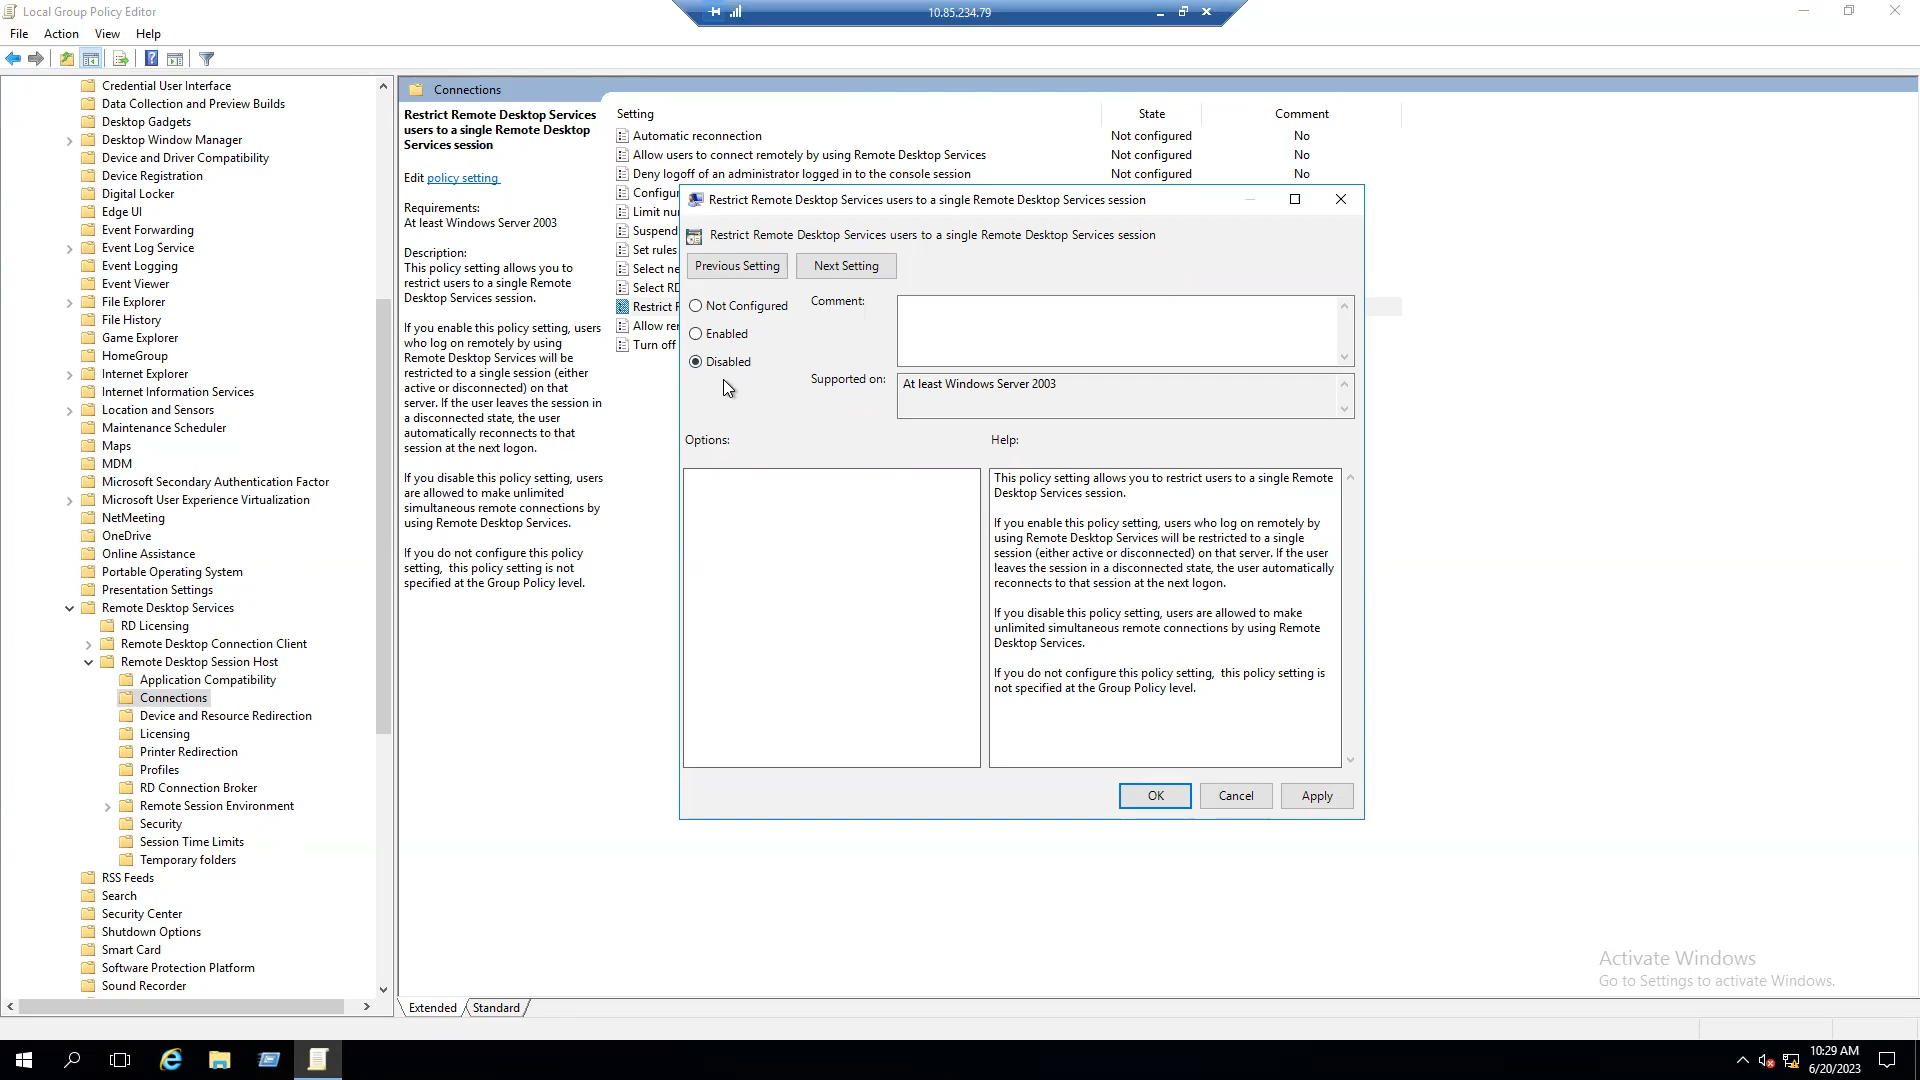 Local Group Policy Editor
10.85.234.79
File Action View Help
Credential User Interface
Data Collection and Preview Builds
Desktop Gadgets
Desktop Window Manager
Device and Driver Compatibility
Device Registration
Digital Locker
Edge UI
Event Forwarding
Event Log Service
Event Logging
Event Viewer
File Explorer
File History
Game Explorer
HomeGroup
Internet Explorer
Internet Information Services
Location and Sensors
Maintenance Scheduler
Maps
MDM
Microsoft Secondary Authentication Factor
Microsoft User Experience Virtualization
NetMeeting
OneDrive
Online Assistance
Portable Operating System
Presentation Settings
Remote Desktop Services
RD Licensing
Remote Desktop Connection Client
Remote Desktop Session Host
Application Compatibility
Connections
Device and Resource Redirection
Licensing
Printer Redirection
Profiles
RD Connection Broker
Remote Session Environment
Security
Session Time Limits
Temporary folders
RSS Feeds
Search
Security Center
Shutdown Options
Smart Card
Software Protection Platform
Sound Recorder
Connections
Restrict Remote Desktop Services
users to a single Remote Desktop
Services session
Edit policy setting
Requirements:
At least Windows Server 2003
Description:
This policy setting allows you to
restrict users to a single Remote
Desktop Services session.
If you enable this policy setting, users
who log on remotely by using
Remote Desktop Services will be
restricted to a single session (either
active or disconnected) on that
server. If the user leaves the session in
a disconnected state, the user
automatically reconnects to that
session at the next logon.
If you disable this policy setting, users
are allowed to make unlimited
simultaneous remote connections by
using Remote Desktop Services.
If you do not configure this policy
setting,  this policy setting is not
specified at the Group Policy level.
Setting State Comment
Automatic reconnection Not configured No
Allow users to connect remotely by using Remote Desktop Services Not configured No
Deny logoff of an administrator logged in to the console session Not configured No
Configur
Limit nu
Suspend
Set rules
Select ne
Select RD
Restrict R
Allow re
Turn off
Restrict Remote Desktop Services users to a single Remote Desktop Services session
Restrict Remote Desktop Services users to a single Remote Desktop Services session
Previous Setting Next Setting
Not Configured Comment:
Enabled
Disabled
Supported on: At least Windows Server 2003
Options: Help:
This policy setting allows you to restrict users to a single Remote
Desktop Services session.
If you enable this policy setting, users who log on remotely by
using Remote Desktop Services will be restricted to a single
session (either active or disconnected) on that server. If the user
leaves the session in a disconnected state, the user automatically
reconnects to that session at the next logon.
If you disable this policy setting, users are allowed to make
unlimited simultaneous remote connections by using Remote
Desktop Services.
If you do not configure this policy setting,  this policy setting is
not specified at the Group Policy level.
OK Cancel Apply
Activate Windows
Go to Settings to activate Windows.
Extended Standard
10:29 AM
6/20/2023